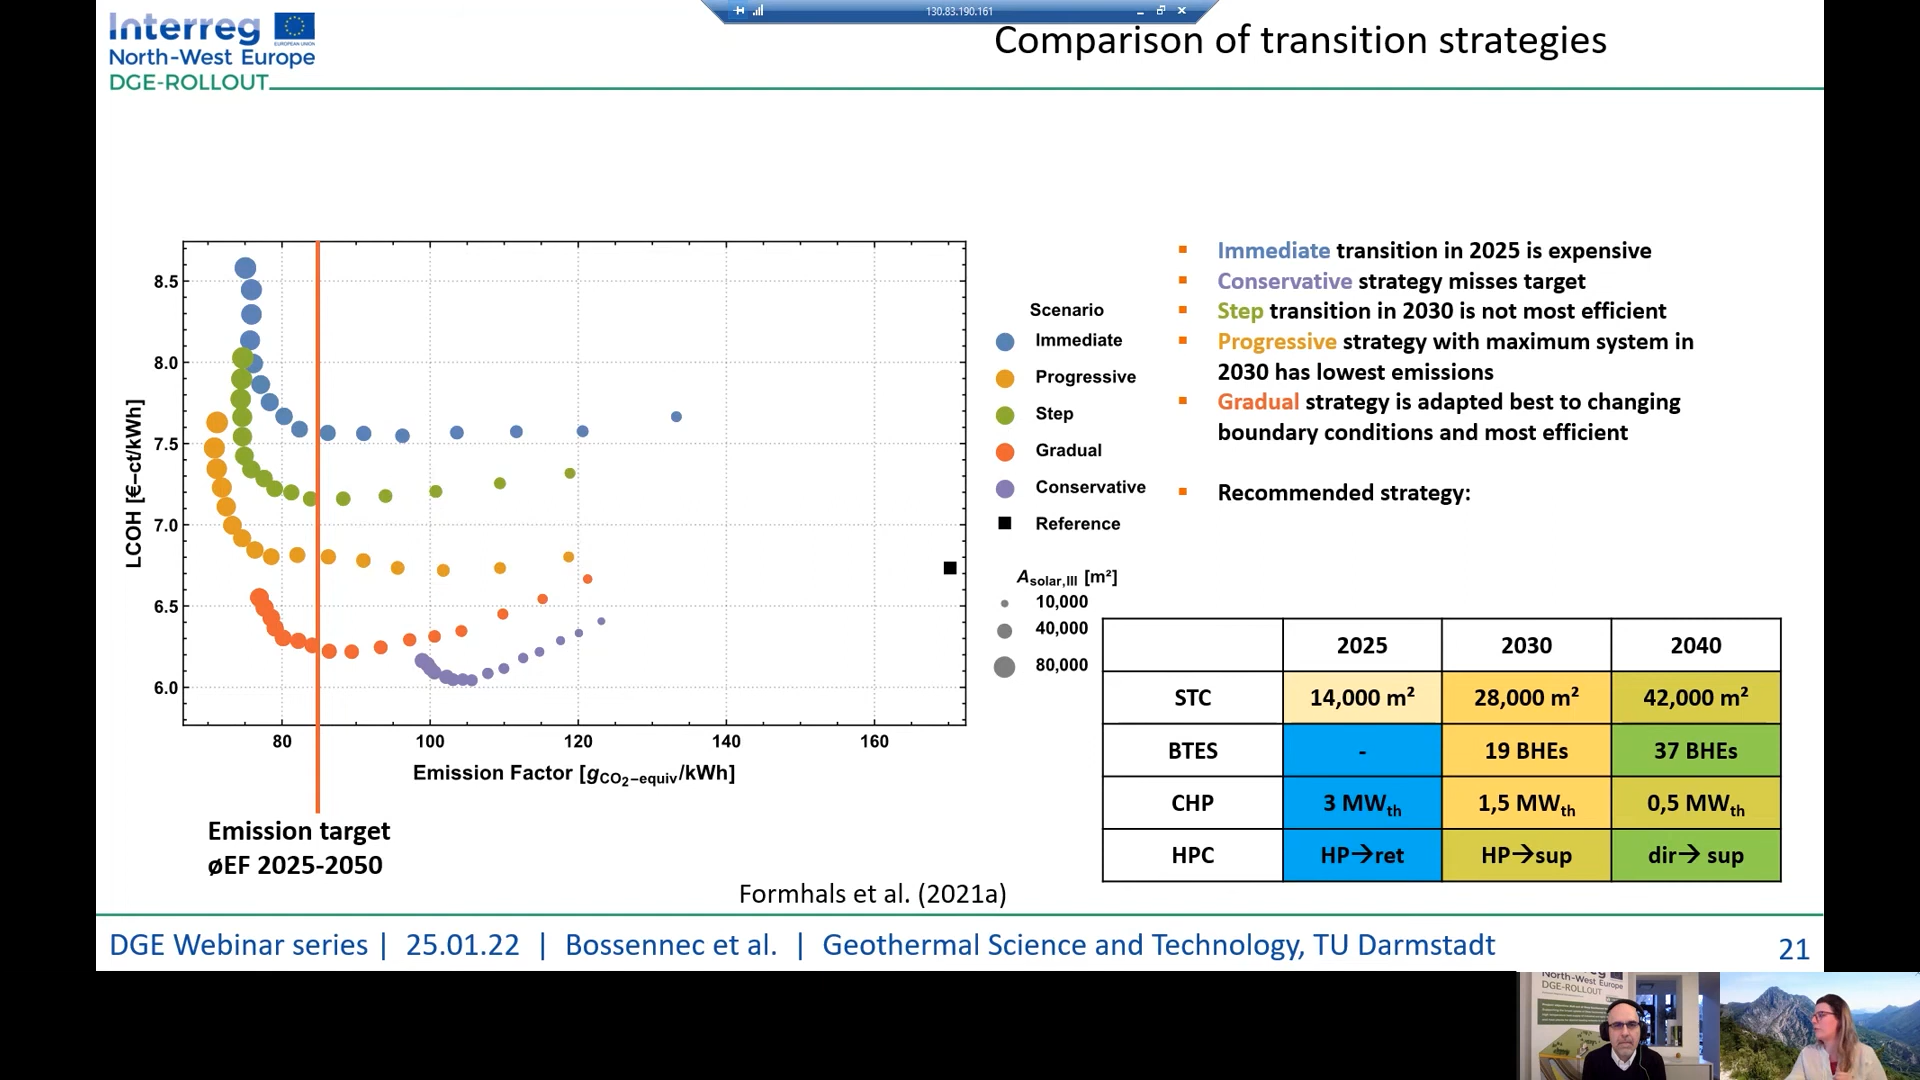 130.83.190.161
Interreg
EUROPEAN UNION
North-West Europe
DGE-ROLLOUT
Comparison of transition strategies
8.5
8.0
7.5
7.0
6.5
6.0
LCOH [€–ct/kWh]
80 100 120 140 160
Emission Factor [gCO₂–equiv/kWh]
Emission target
øEF 2025-2050
Scenario
Immediate
Progressive
Step
Gradual
Conservative
Reference
Asolar,III [m²]
10,000
40,000
80,000
Immediate transition in 2025 is expensive
Conservative strategy misses target
Step transition in 2030 is not most efficient
Progressive strategy with maximum system in
2030 has lowest emissions
Gradual strategy is adapted best to changing
boundary conditions and most efficient
Recommended strategy:
2025 2030 2040
STC 14,000 m² 28,000 m² 42,000 m²
BTES - 19 BHEs 37 BHEs
CHP 3 MWth 1,5 MWth 0,5 MWth
HPC HP→ret HP→sup dir→ sup
Formhals et al. (2021a)
DGE Webinar series | 25.01.22 | Bossennec et al. | Geothermal Science and Technology, TU Darmstadt
21
North-West Europe
DGE-ROLLOUT